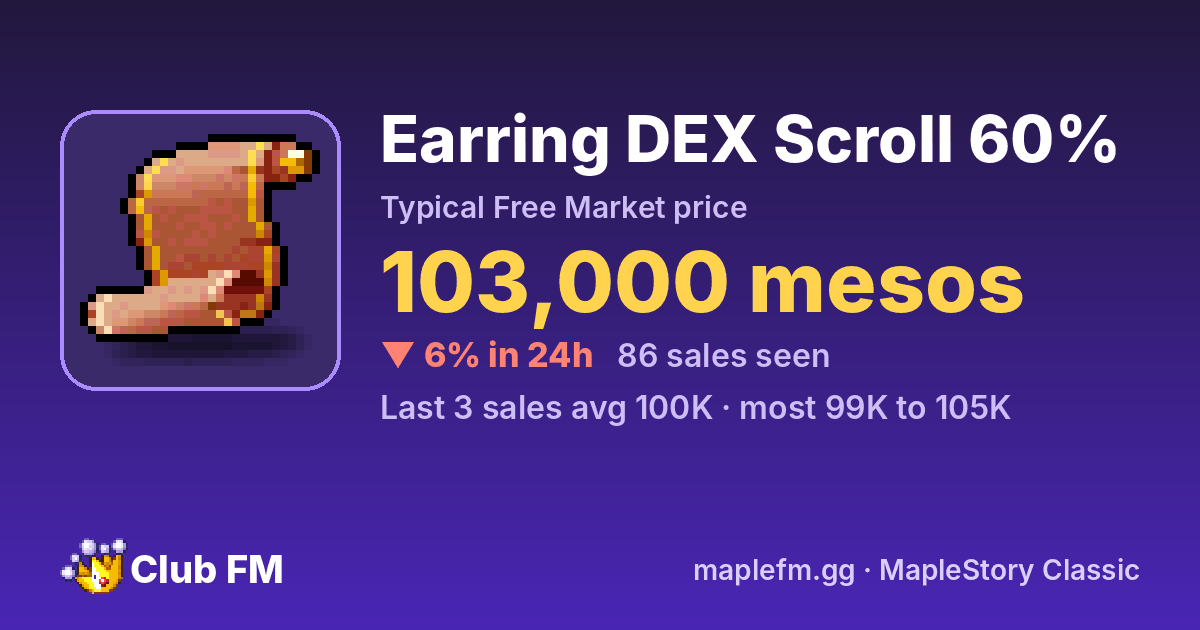 Earring DEX Scroll 60%
Typical Free Market price
103,000 mesos
▼ 6% in 24h 86 sales seen
Last 3 sales avg 100K · most 99K to 105K
Club FM
maplefm.gg · MapleStory Classic